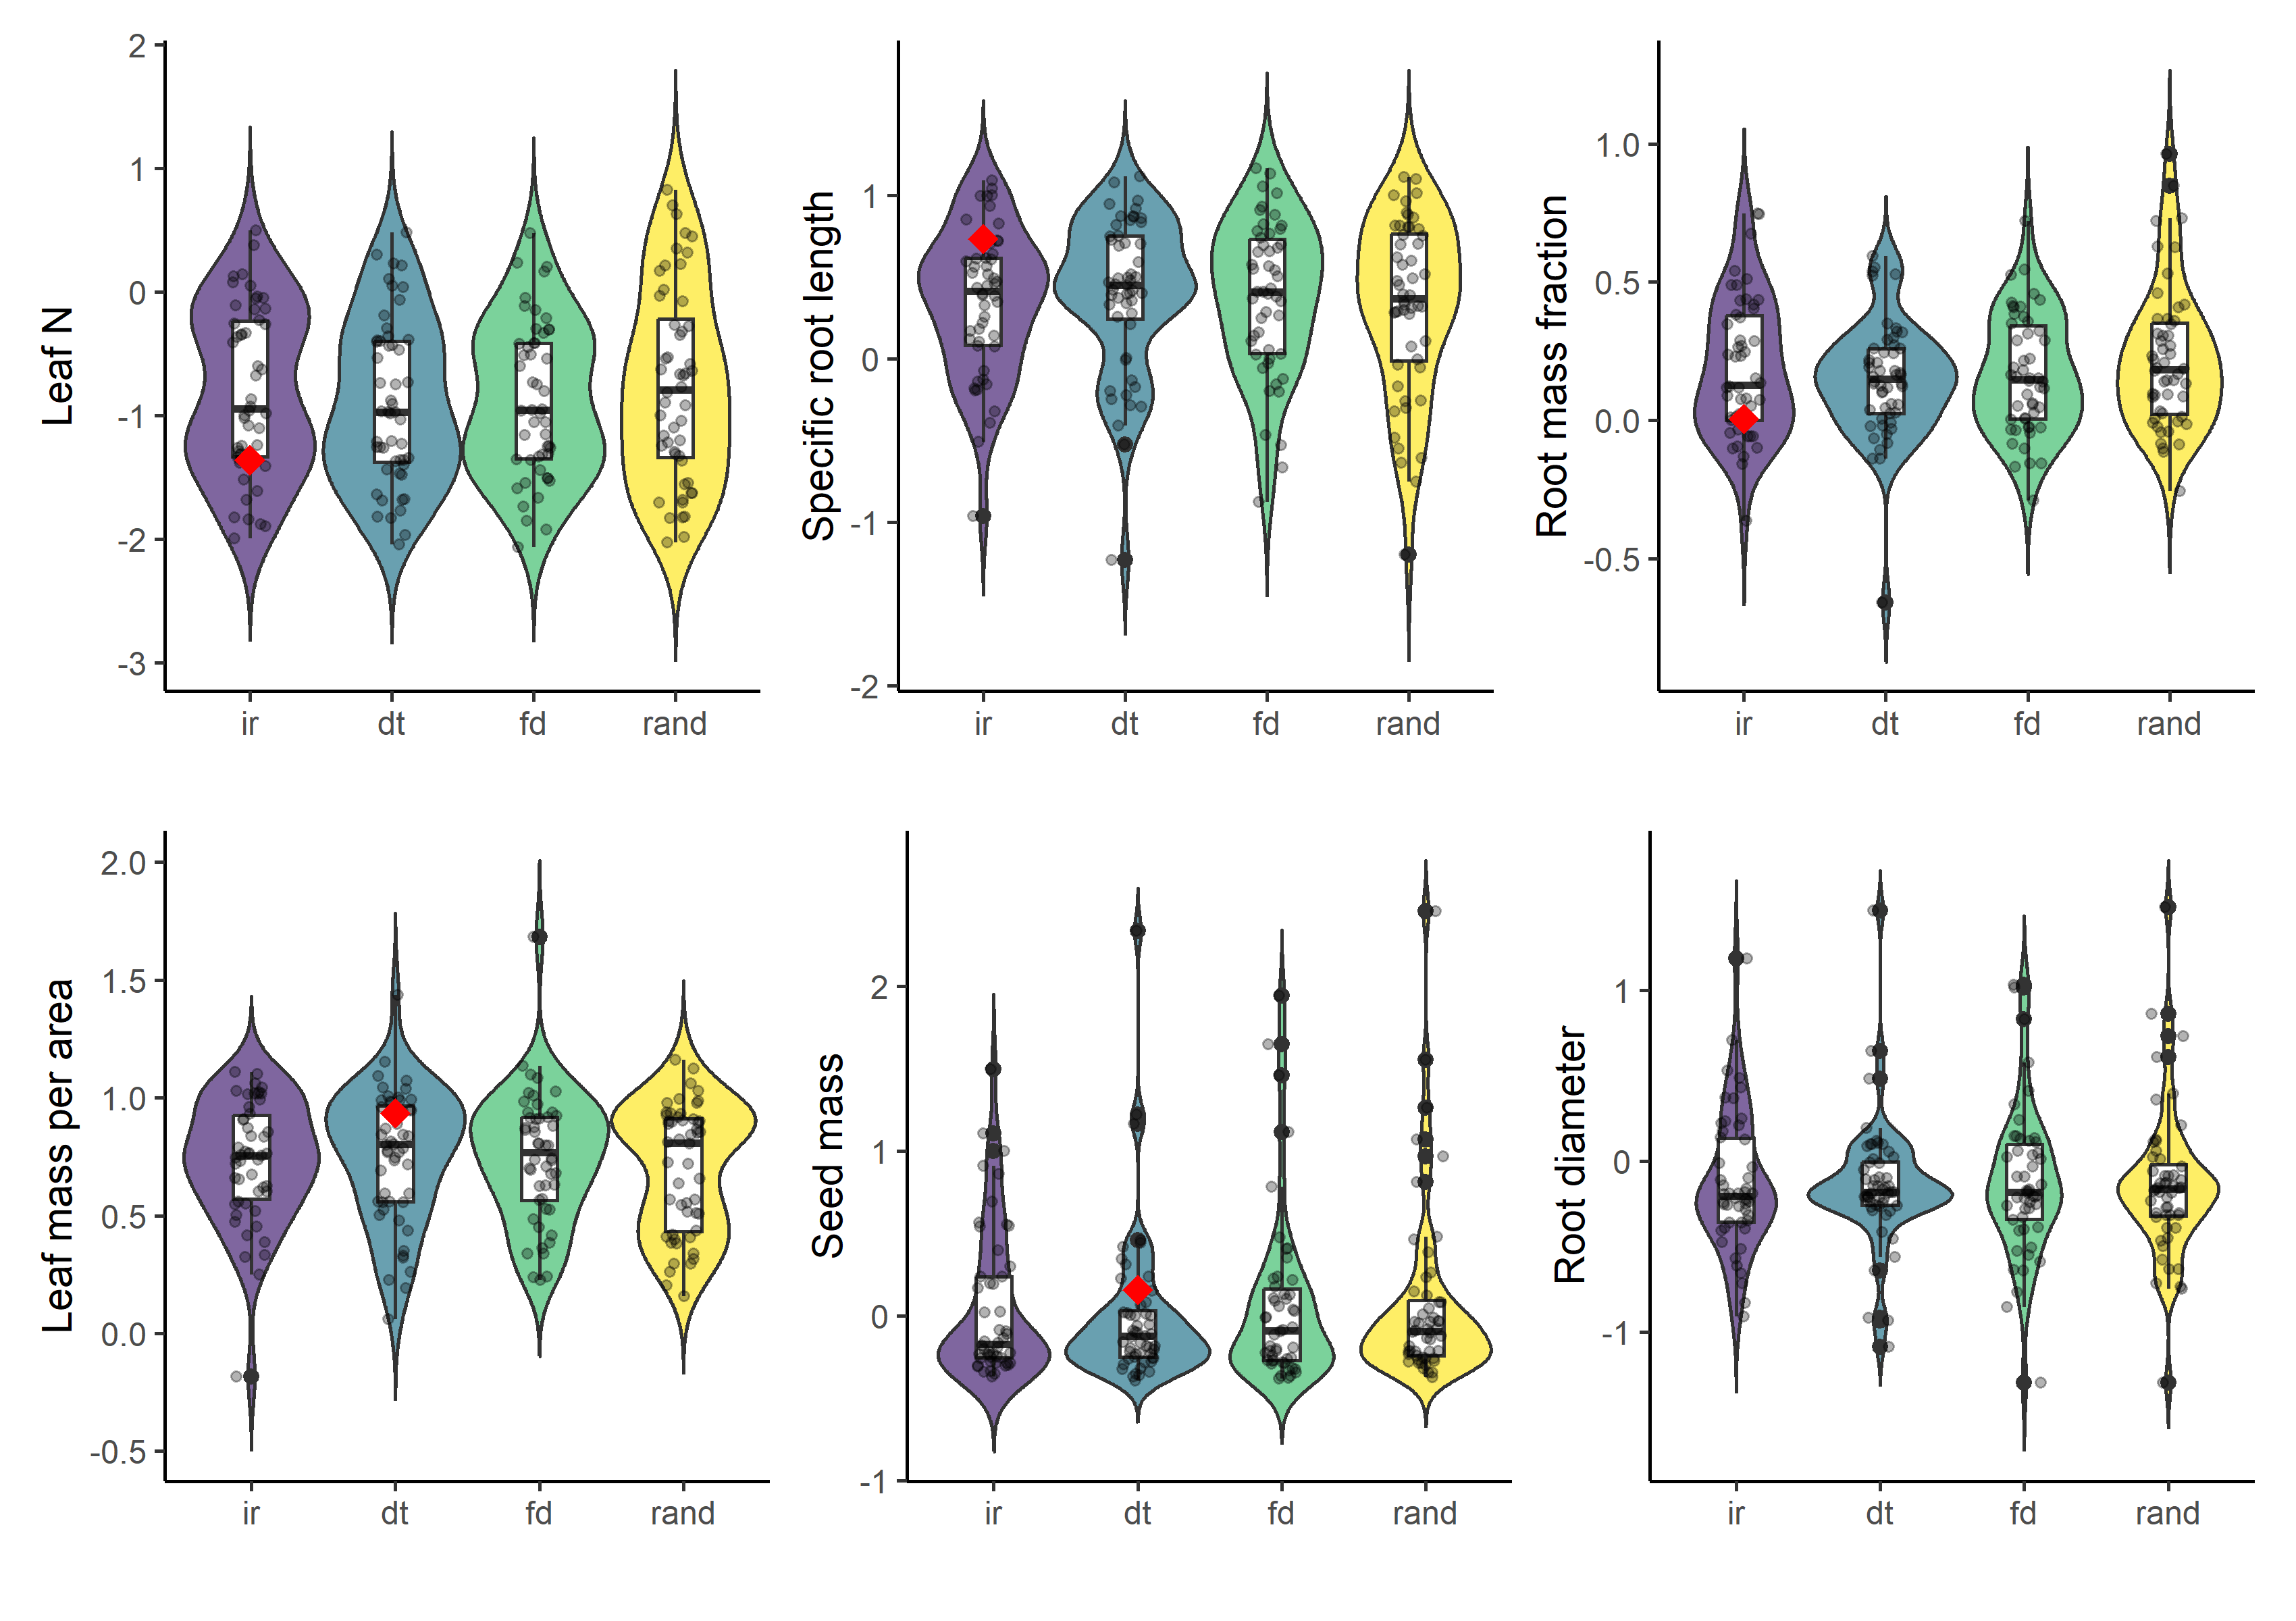 Leaf N
2
1
0
-1
-2
-3
ir dt fd rand
Specific root length
1
0
-1
-2
ir dt fd rand
Root mass fraction
1.0
0.5
0.0
-0.5
ir dt fd rand
Leaf mass per area
2.0
1.5
1.0
0.5
0.0
-0.5
ir dt fd rand
Seed mass
2
1
0
-1
ir dt fd rand
Root diameter
1
0
-1
ir dt fd rand